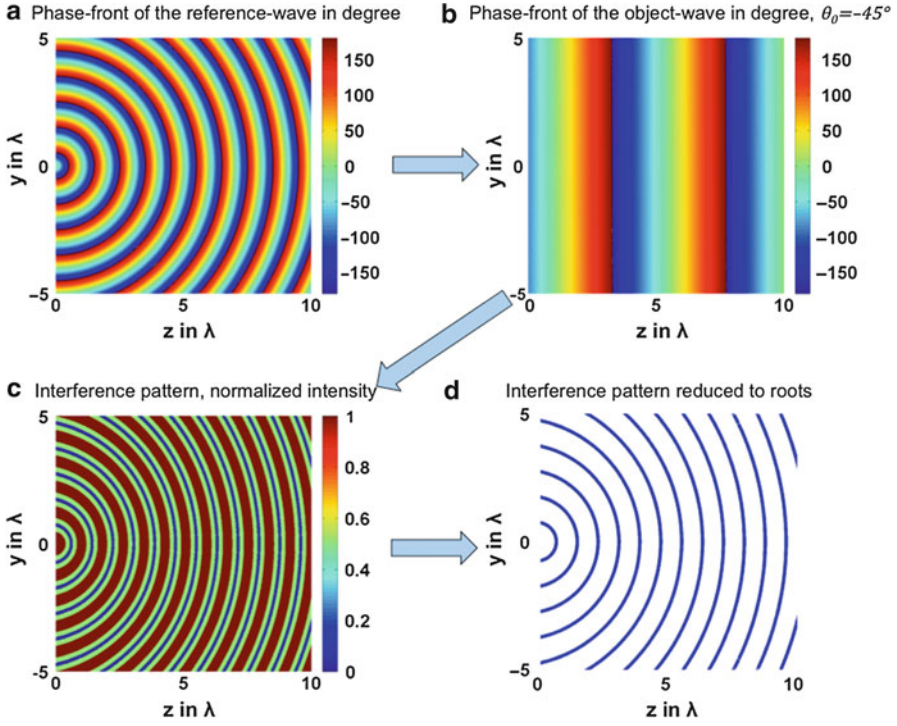 a Phase-front of the reference-wave in degree
5
0
−5
y in λ
0 5 10
z in λ
150
100
50
0
−50
−100
−150
b Phase-front of the object-wave in degree, θ₀=−45°
5
0
-5
y in λ
0 5 10
z in λ
150
100
50
0
−50
−100
−150
c Interference pattern, normalized intensity
5
0
-5
y in λ
0 5 10
z in λ
1
0.8
0.6
0.4
0.2
0
d Interference pattern reduced to roots
5
0
−5
y in λ
0 5 10
z in λ